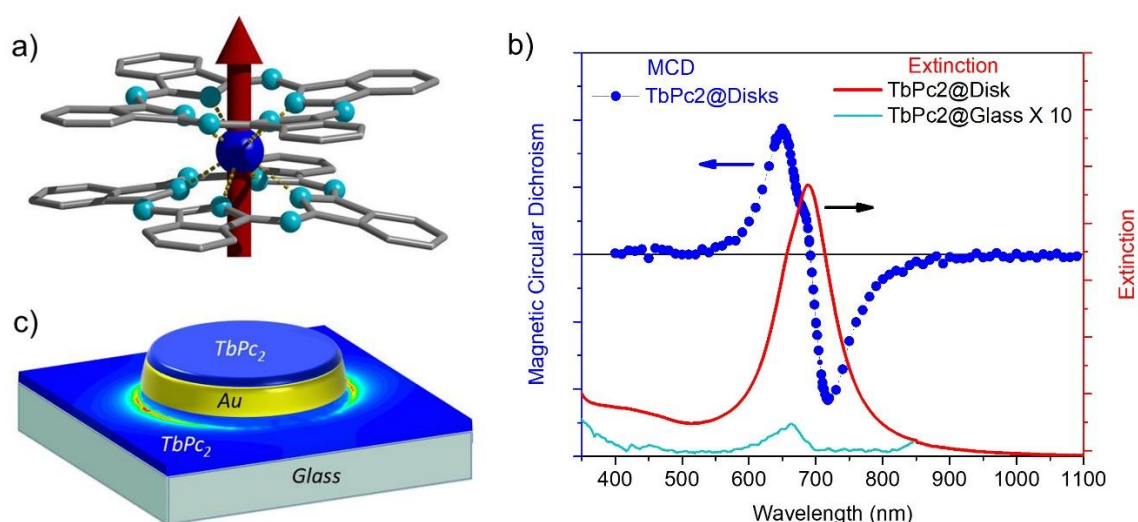 a)
b)
MCD
TbPc2@Disks
Extinction
TbPc2@Disk
TbPc2@Glass X 10
Magnetic Circular Dichroism
Extinction
400 500 600 700 800 900 1000 1100
Wavelength (nm)
c)
TbPc₂
Au
TbPc₂
Glass